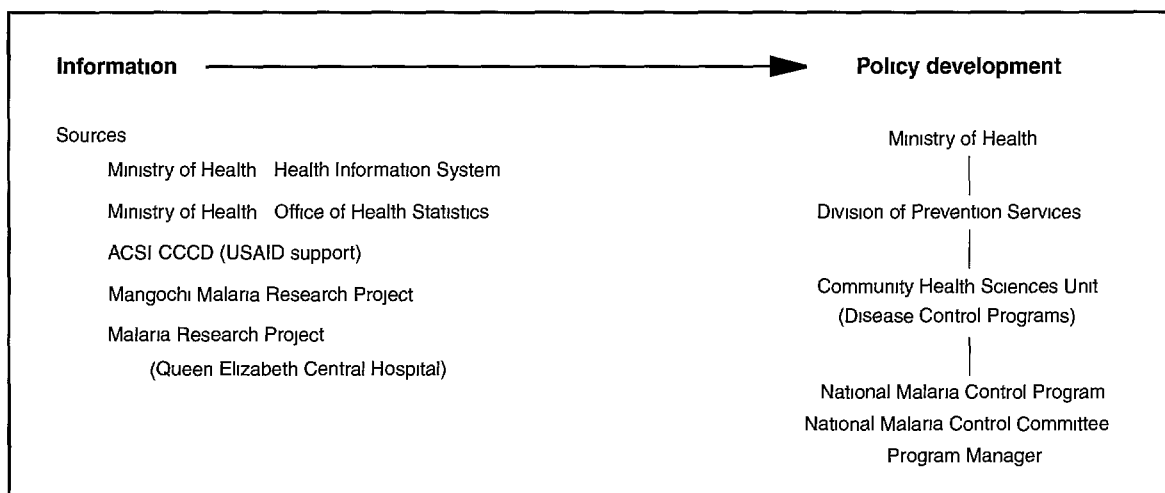 Information
Policy development
Sources
Ministry of Health Health Information System
Ministry of Health Office of Health Statistics
ACSI CCCD (USAID support)
Mangochi Malaria Research Project
Malaria Research Project
(Queen Elizabeth Central Hospital)
Ministry of Health
Division of Prevention Services
Community Health Sciences Unit
(Disease Control Programs)
National Malaria Control Program
National Malaria Control Committee
Program Manager